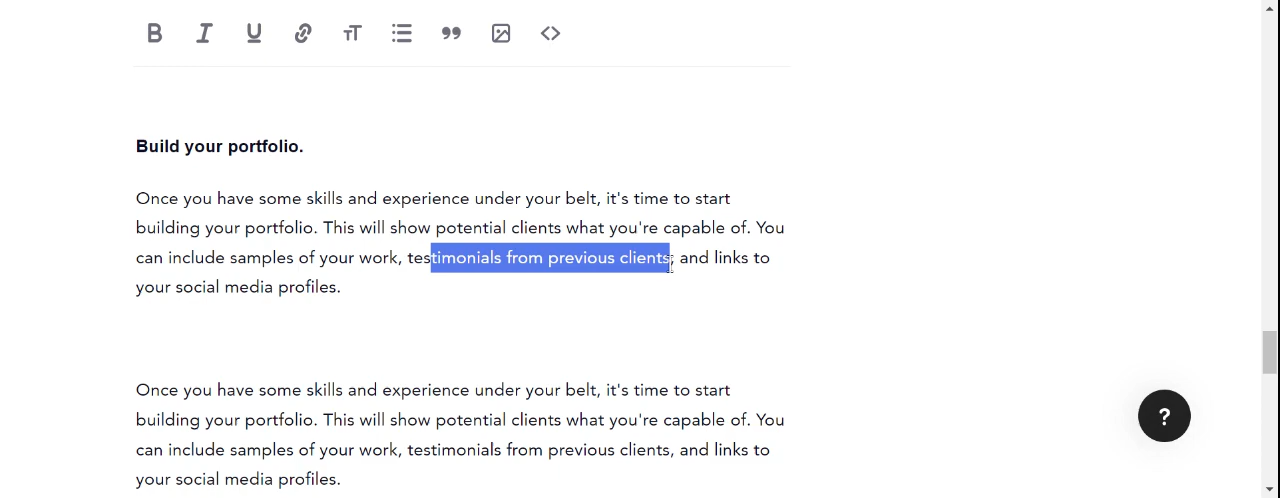 B I U TT ❞ <>
Build your portfolio.
Once you have some skills and experience under your belt, it's time to start
building your portfolio. This will show potential clients what you're capable of. You
can include samples of your work, testimonials from previous clients, and links to
your social media profiles.
Once you have some skills and experience under your belt, it's time to start
building your portfolio. This will show potential clients what you're capable of. You
can include samples of your work, testimonials from previous clients, and links to
your social media profiles.
?